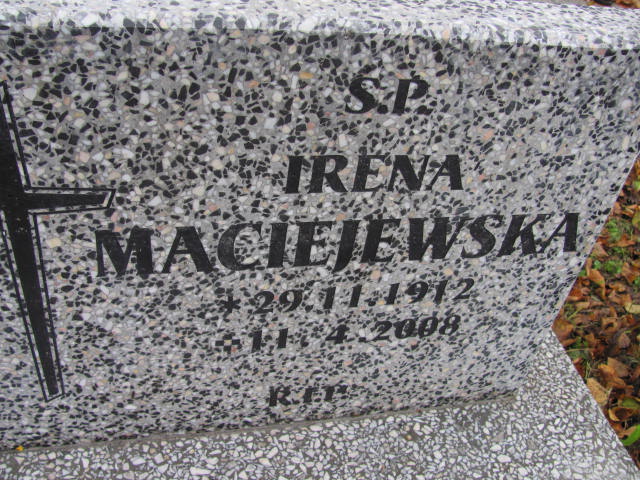 S.P.
IRENA
MACIEJEWSKA
* 29.11.1912
+ 11.4.2008
R.I.P.